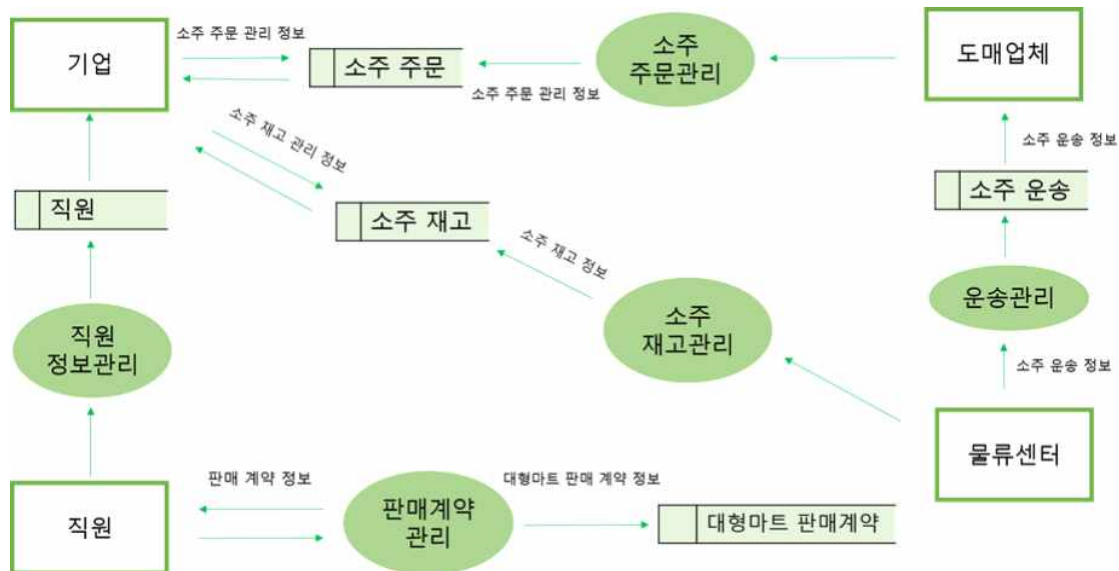 소주 주문 관리 정보
기업
소주 주문
소주
주문관리
도매업체
소주 주문 관리 정보
소주 재고 관리 정보
소주 운송 정보
직원
소주 재고
소주 운송
소주 재고 정보
직원
정보관리
소주
재고관리
운송관리
소주 운송 정보
물류센터
판매 계약 정보
대형마트 판매 계약 정보
직원
판매계약
관리
대형마트 판매계약